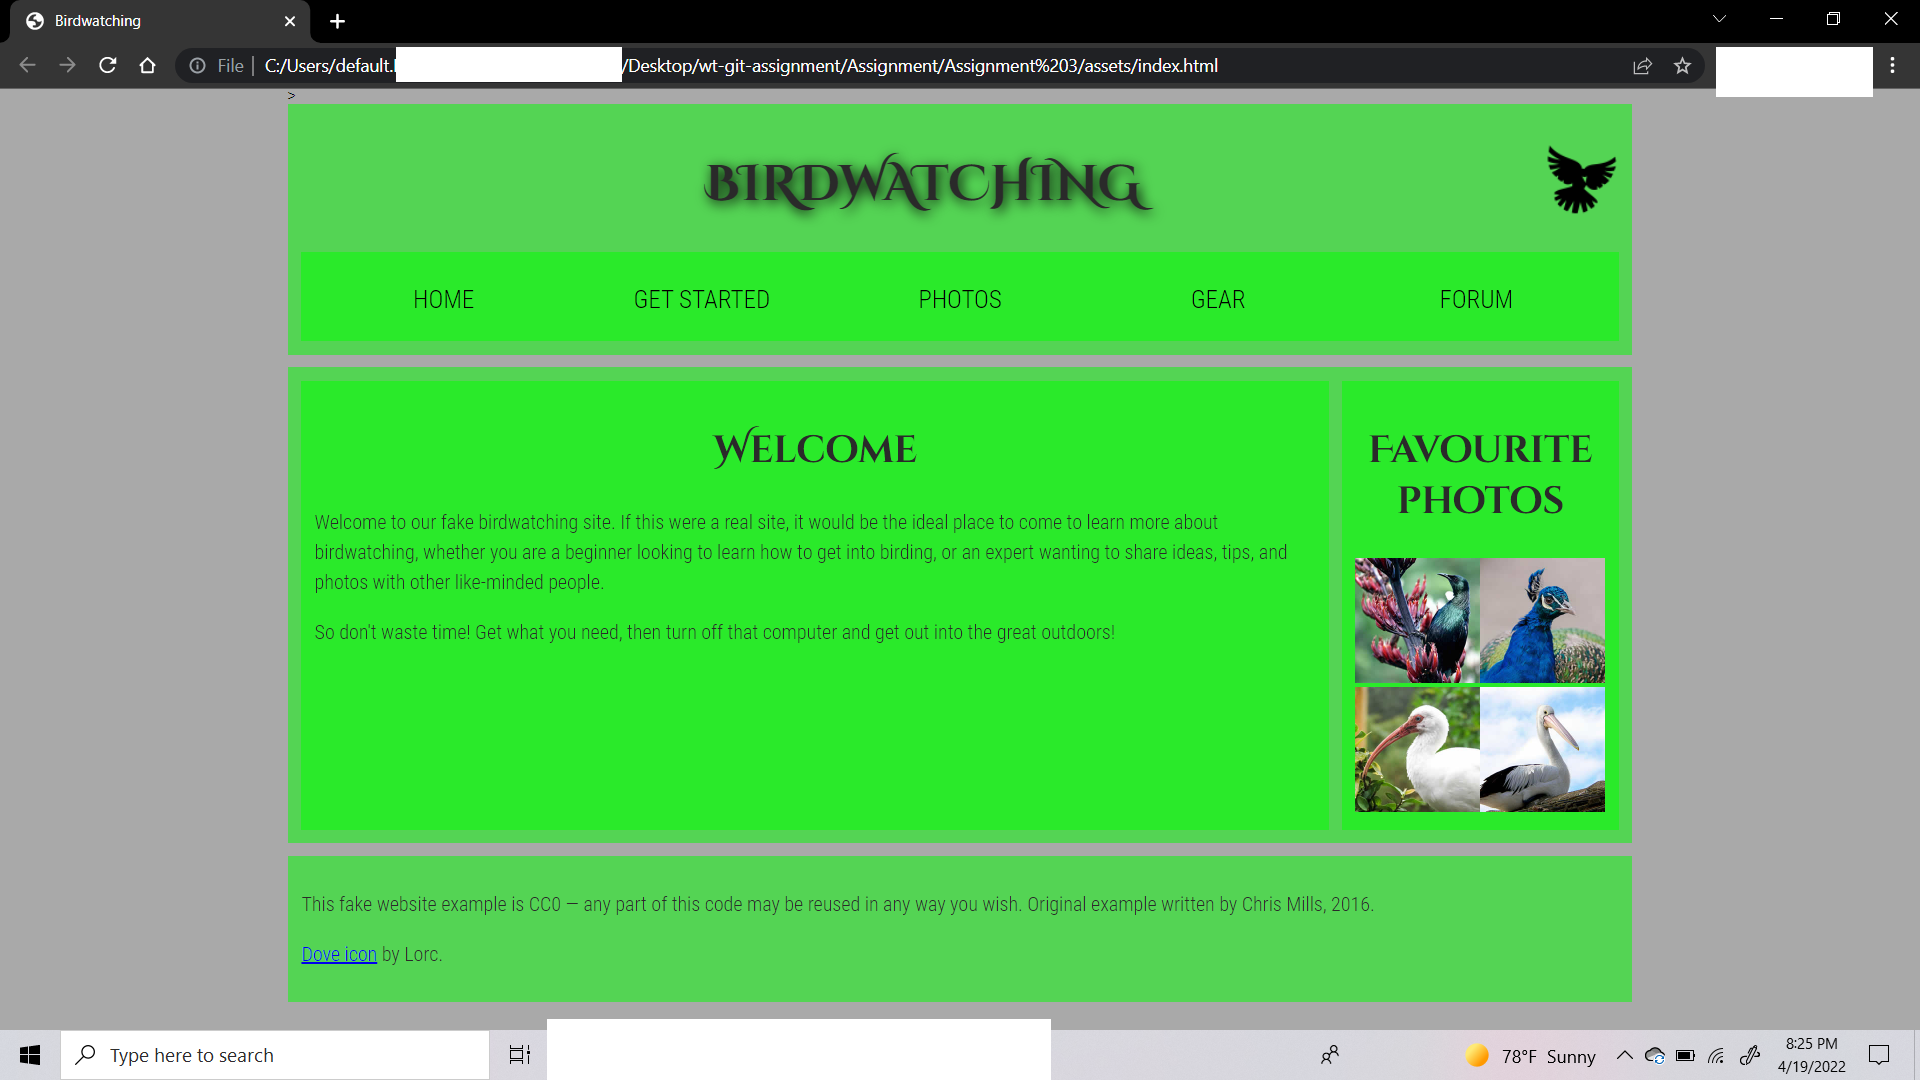 Birdwatching
File
C:/Users/default. /Desktop/wt-git-assignment/Assignment/Assignment%203/assets/index.html
>
BIRDWATCHING
HOME GET STARTED PHOTOS GEAR FORUM
Welcome
Welcome to our fake birdwatching site. If this were a real site, it would be the ideal place to come to learn more about
birdwatching, whether you are a beginner looking to learn how to get into birding, or an expert wanting to share ideas, tips, and
photos with other like-minded people.
So don't waste time! Get what you need, then turn off that computer and get out into the great outdoors!
Favourite
photos
This fake website example is CC0 — any part of this code may be reused in any way you wish. Original example written by Chris Mills, 2016.
Dove icon by Lorc.
Type here to search
78°F Sunny
8:25 PM
4/19/2022